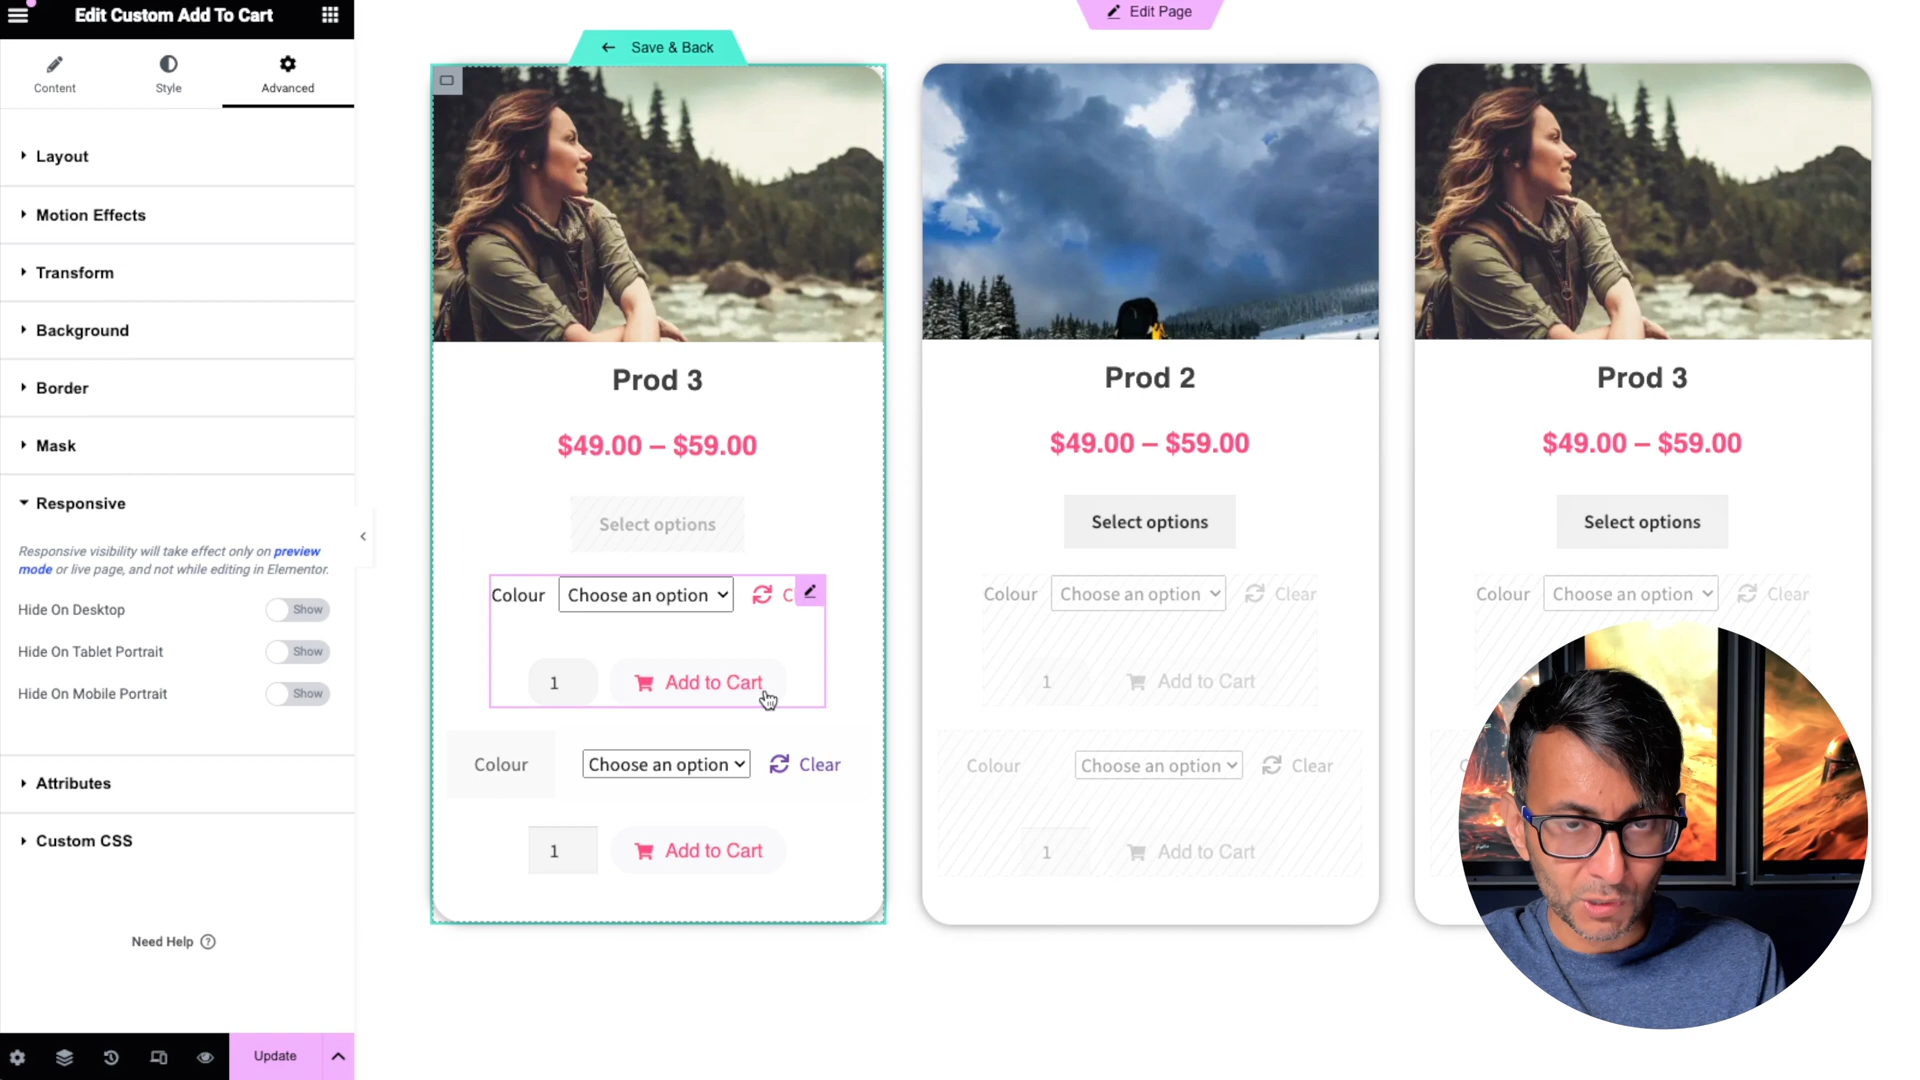 Edit Custom Add To Cart
Content
Style
Advanced
Layout
Motion Effects
Transform
Background
Border
Mask
Responsive
Responsive visibility will take effect only on preview
mode or live page, and not while editing in Elementor.
Hide On Desktop
Show
Hide On Tablet Portrait
Show
Hide On Mobile Portrait
Show
Attributes
Custom CSS
Need Help ?
Update
Edit Page
Save & Back
Prod 3
$49.00 – $59.00
Select options
Colour
Choose an option
C
1
Add to Cart
Colour
Choose an option
Clear
1
Add to Cart
Prod 2
$49.00 – $59.00
Select options
Colour
Choose an option
Clear
1
Add to Cart
Colour
Choose an option
Clear
1
Add to Cart
Prod 3
$49.00 – $59.00
Select options
Colour
Choose an option
Clear